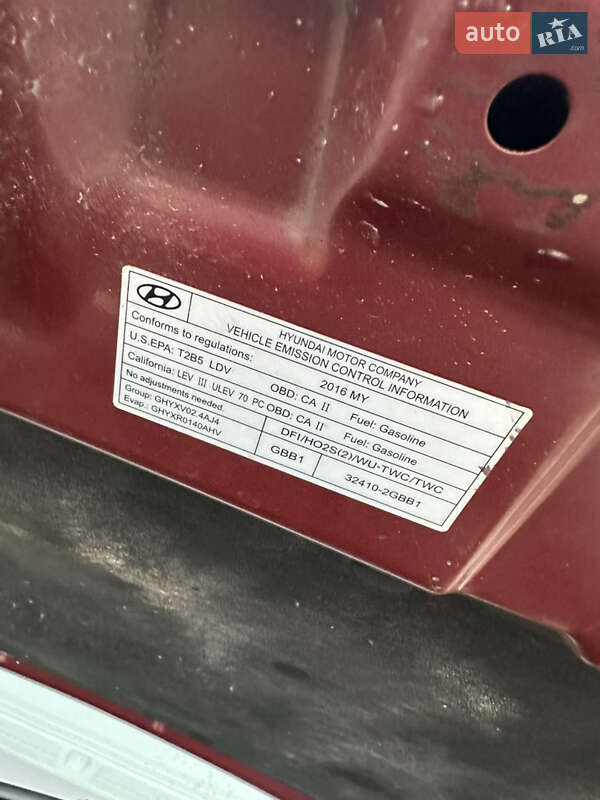 auto RIA.com
HYUNDAI MOTOR COMPANY
VEHICLE EMISSION CONTROL INFORMATION
Conforms to regulations: 2016 MY
U.S.EPA: T2B5 LDV OBD: CA II Fuel: Gasoline
California: LEV III ULEV 70 PC OBD: CA II Fuel: Gasoline
No adjustments needed. DFI/HO2S(2)/WU-TWC/TWC
Group: GHYXV02.4AJ4
Evap.: GHYXR0140AHV GBB1 32410-2GBB1